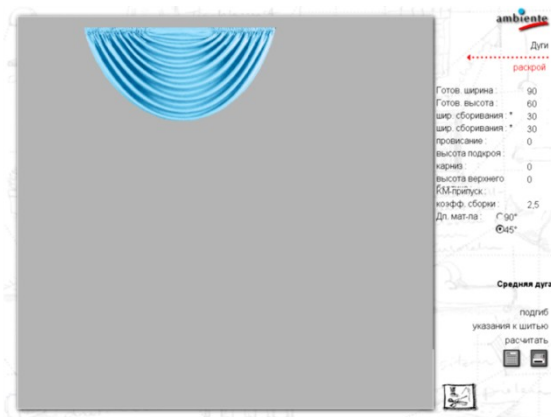 ambiente
Дуги
раскрой
Готов. ширина : 90
Готов. высота : 60
шир. сборивания : * 30
шир. сборивания : * 30
провисание : 0
высота подкроя :
карниз : 0
высота верхнего 0
КМ-припуск :
коэфф. сборки : 2,5
Дл. мат-ла : 90°
45°
Средняя дуга
подгиб
указания к шитью
расчитать